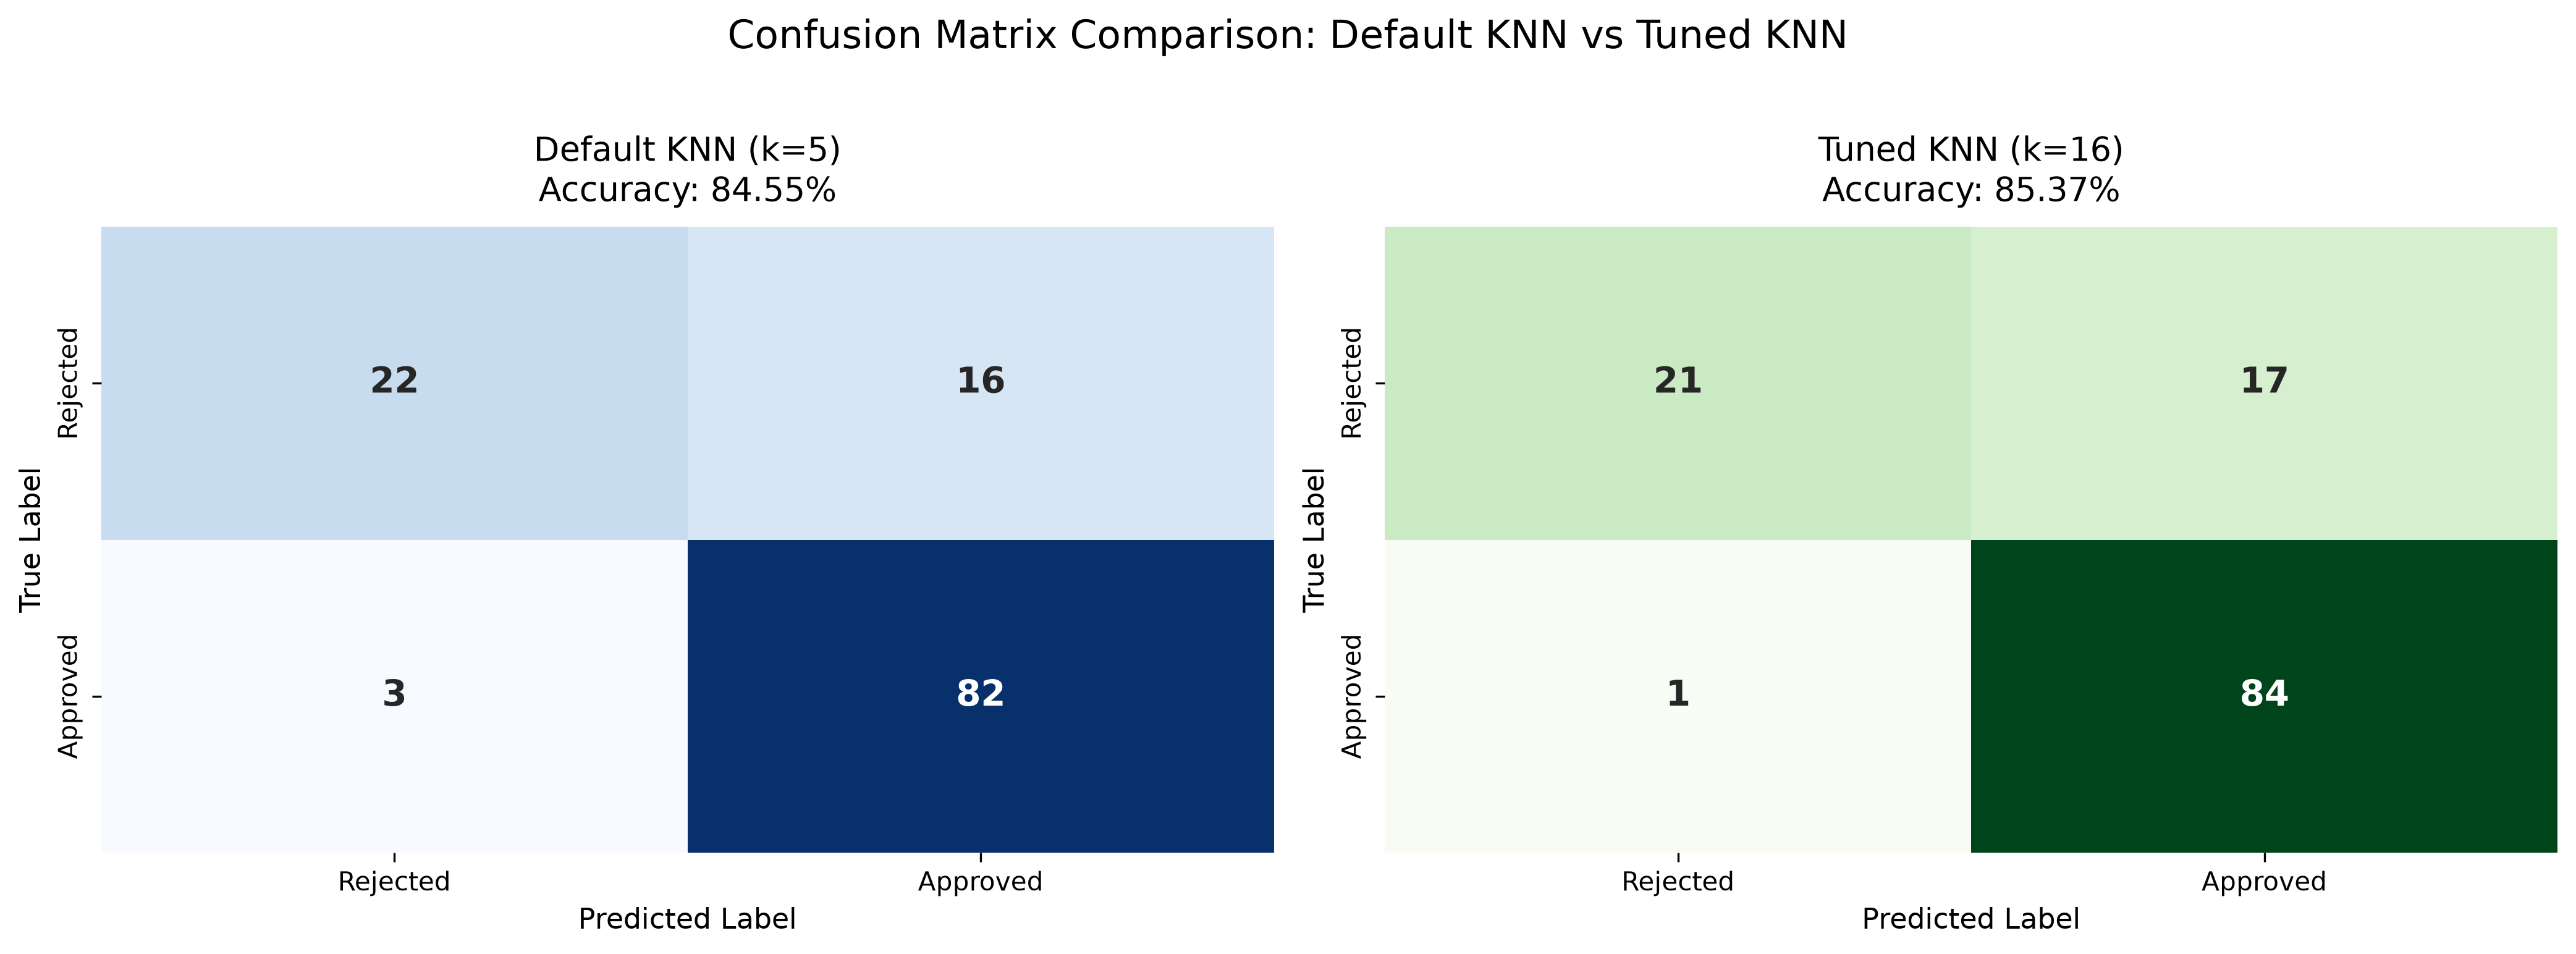 Confusion Matrix Comparison: Default KNN vs Tuned KNN
Default KNN (k=5)
Accuracy: 84.55%
True Label
Rejected
22
16
Approved
3
82
Rejected
Approved
Predicted Label
Tuned KNN (k=16)
Accuracy: 85.37%
True Label
Rejected
21
17
Approved
1
84
Rejected
Approved
Predicted Label